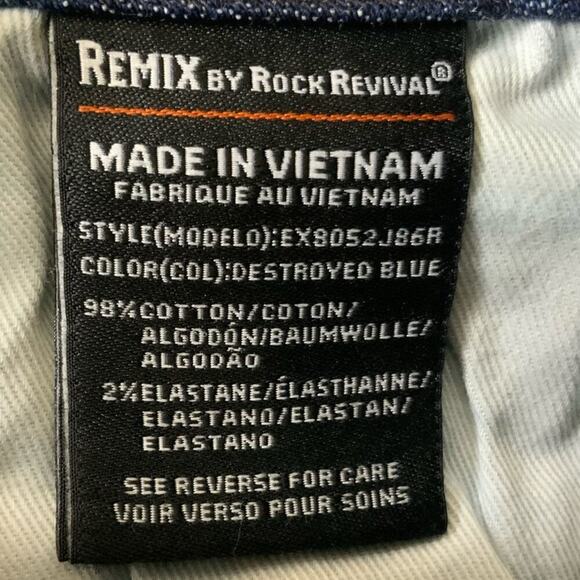 REMIX BY ROCK REVIVAL®
MADE IN VIETNAM
FABRIQUE AU VIETNAM
STYLE(MODELO):EX8052J86R
COLOR(COL):DESTROYED BLUE
98%COTTON/COTON/
ALGODÓN/BAUMWOLLE/
ALGODÃO
2%ELASTANE/ÉLASTHANNE/
ELASTANO/ELASTAN/
ELASTANO
SEE REVERSE FOR CARE
VOIR VERSO POUR SOINS